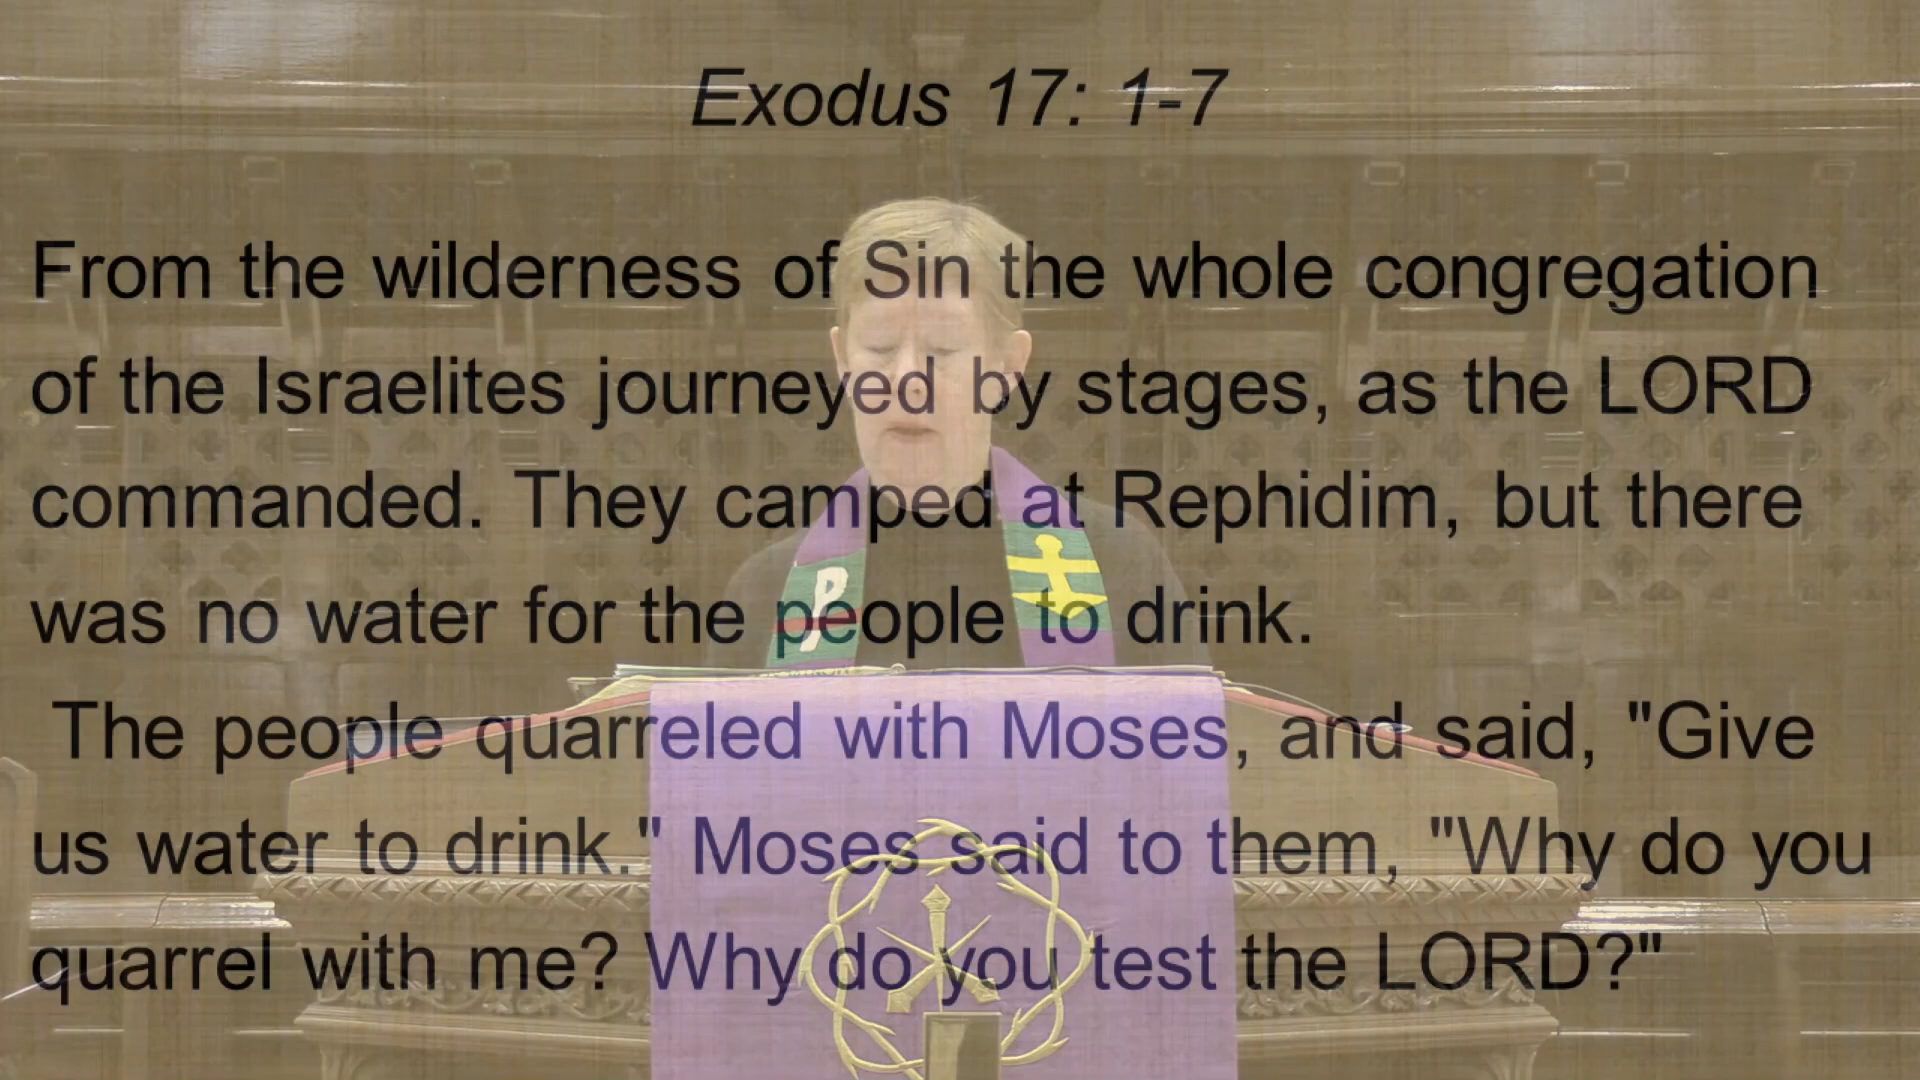 Exodus 17: 1-7
From the wilderness of Sin the whole congregation
of the Israelites journeyed by stages, as the LORD
commanded. They camped at Rephidim, but there
was no water for the people to drink.
The people quarreled with Moses, and said, "Give
us water to drink." Moses said to them, "Why do you
quarrel with me? Why do you test the LORD?"